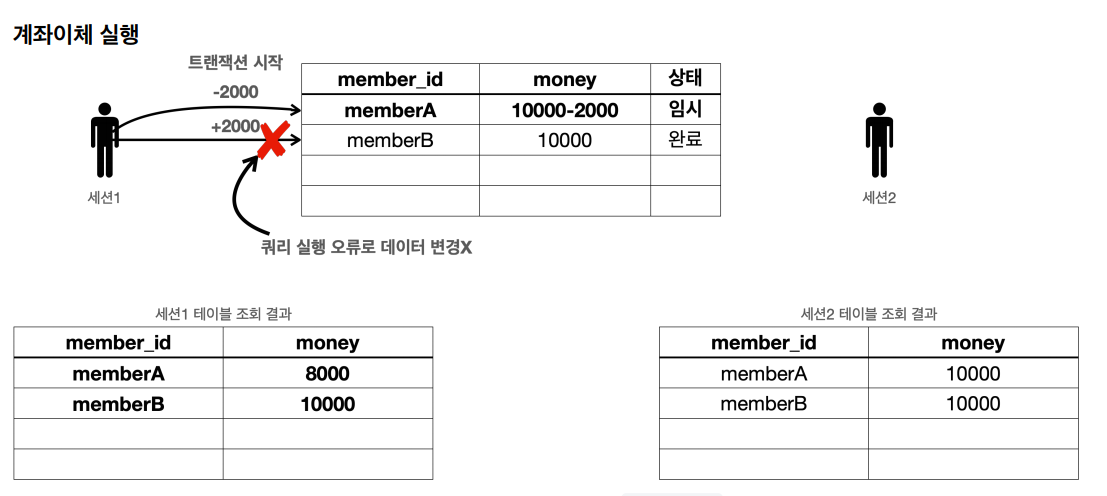 계좌이체 실행
트랜잭션 시작
-2000
+2000
member_id money 상태
memberA 10000-2000 임시
memberB 10000 완료
세션1
세션2
쿼리 실행 오류로 데이터 변경X
세션1 테이블 조회 결과
member_id money
memberA 8000
memberB 10000
세션2 테이블 조회 결과
member_id money
memberA 10000
memberB 10000